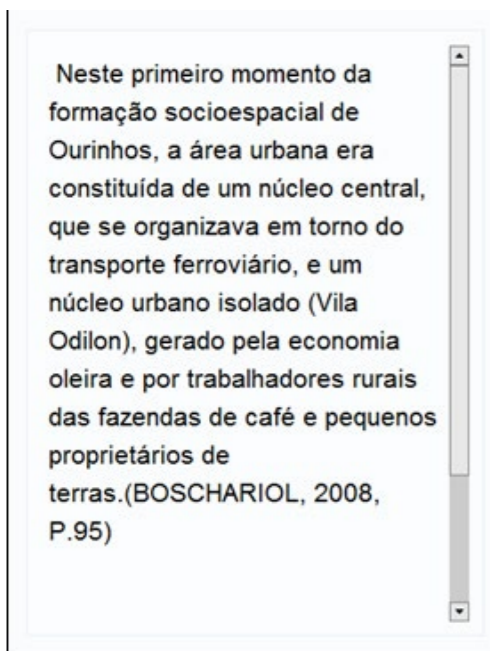 Neste primeiro momento da
formação socioespacial de
Ourinhos, a área urbana era
constituída de um núcleo central,
que se organizava em torno do
transporte ferroviário, e um
núcleo urbano isolado (Vila
Odilon), gerado pela economia
oleira e por trabalhadores rurais
das fazendas de café e pequenos
proprietários de
terras.(BOSCHARIOL, 2008,
P.95)